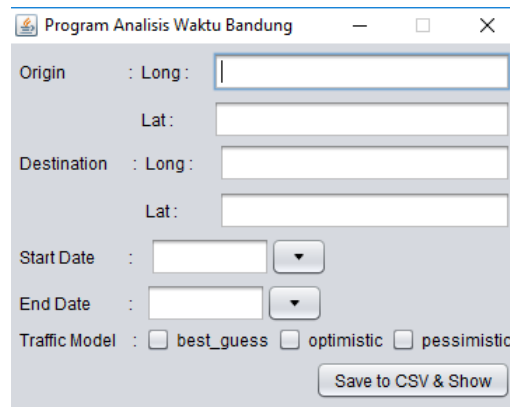 Program Analisis Waktu Bandung
Origin : Long :
Lat :
Destination : Long :
Lat :
Start Date :
End Date :
Traffic Model : best_guess optimistic pessimistic
Save to CSV & Show